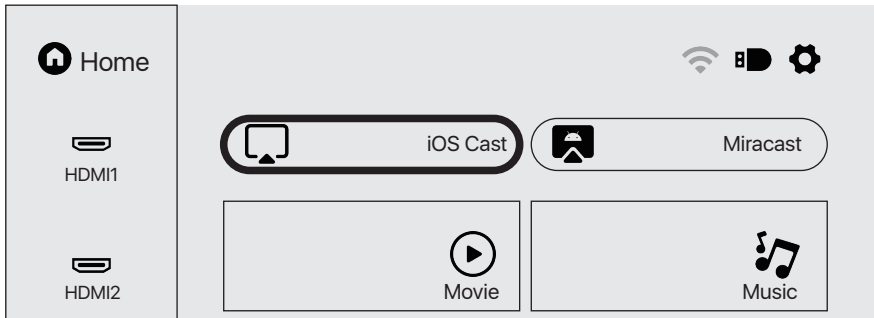 Home
HDMI1
HDMI2
iOS Cast
Miracast
Movie
Music